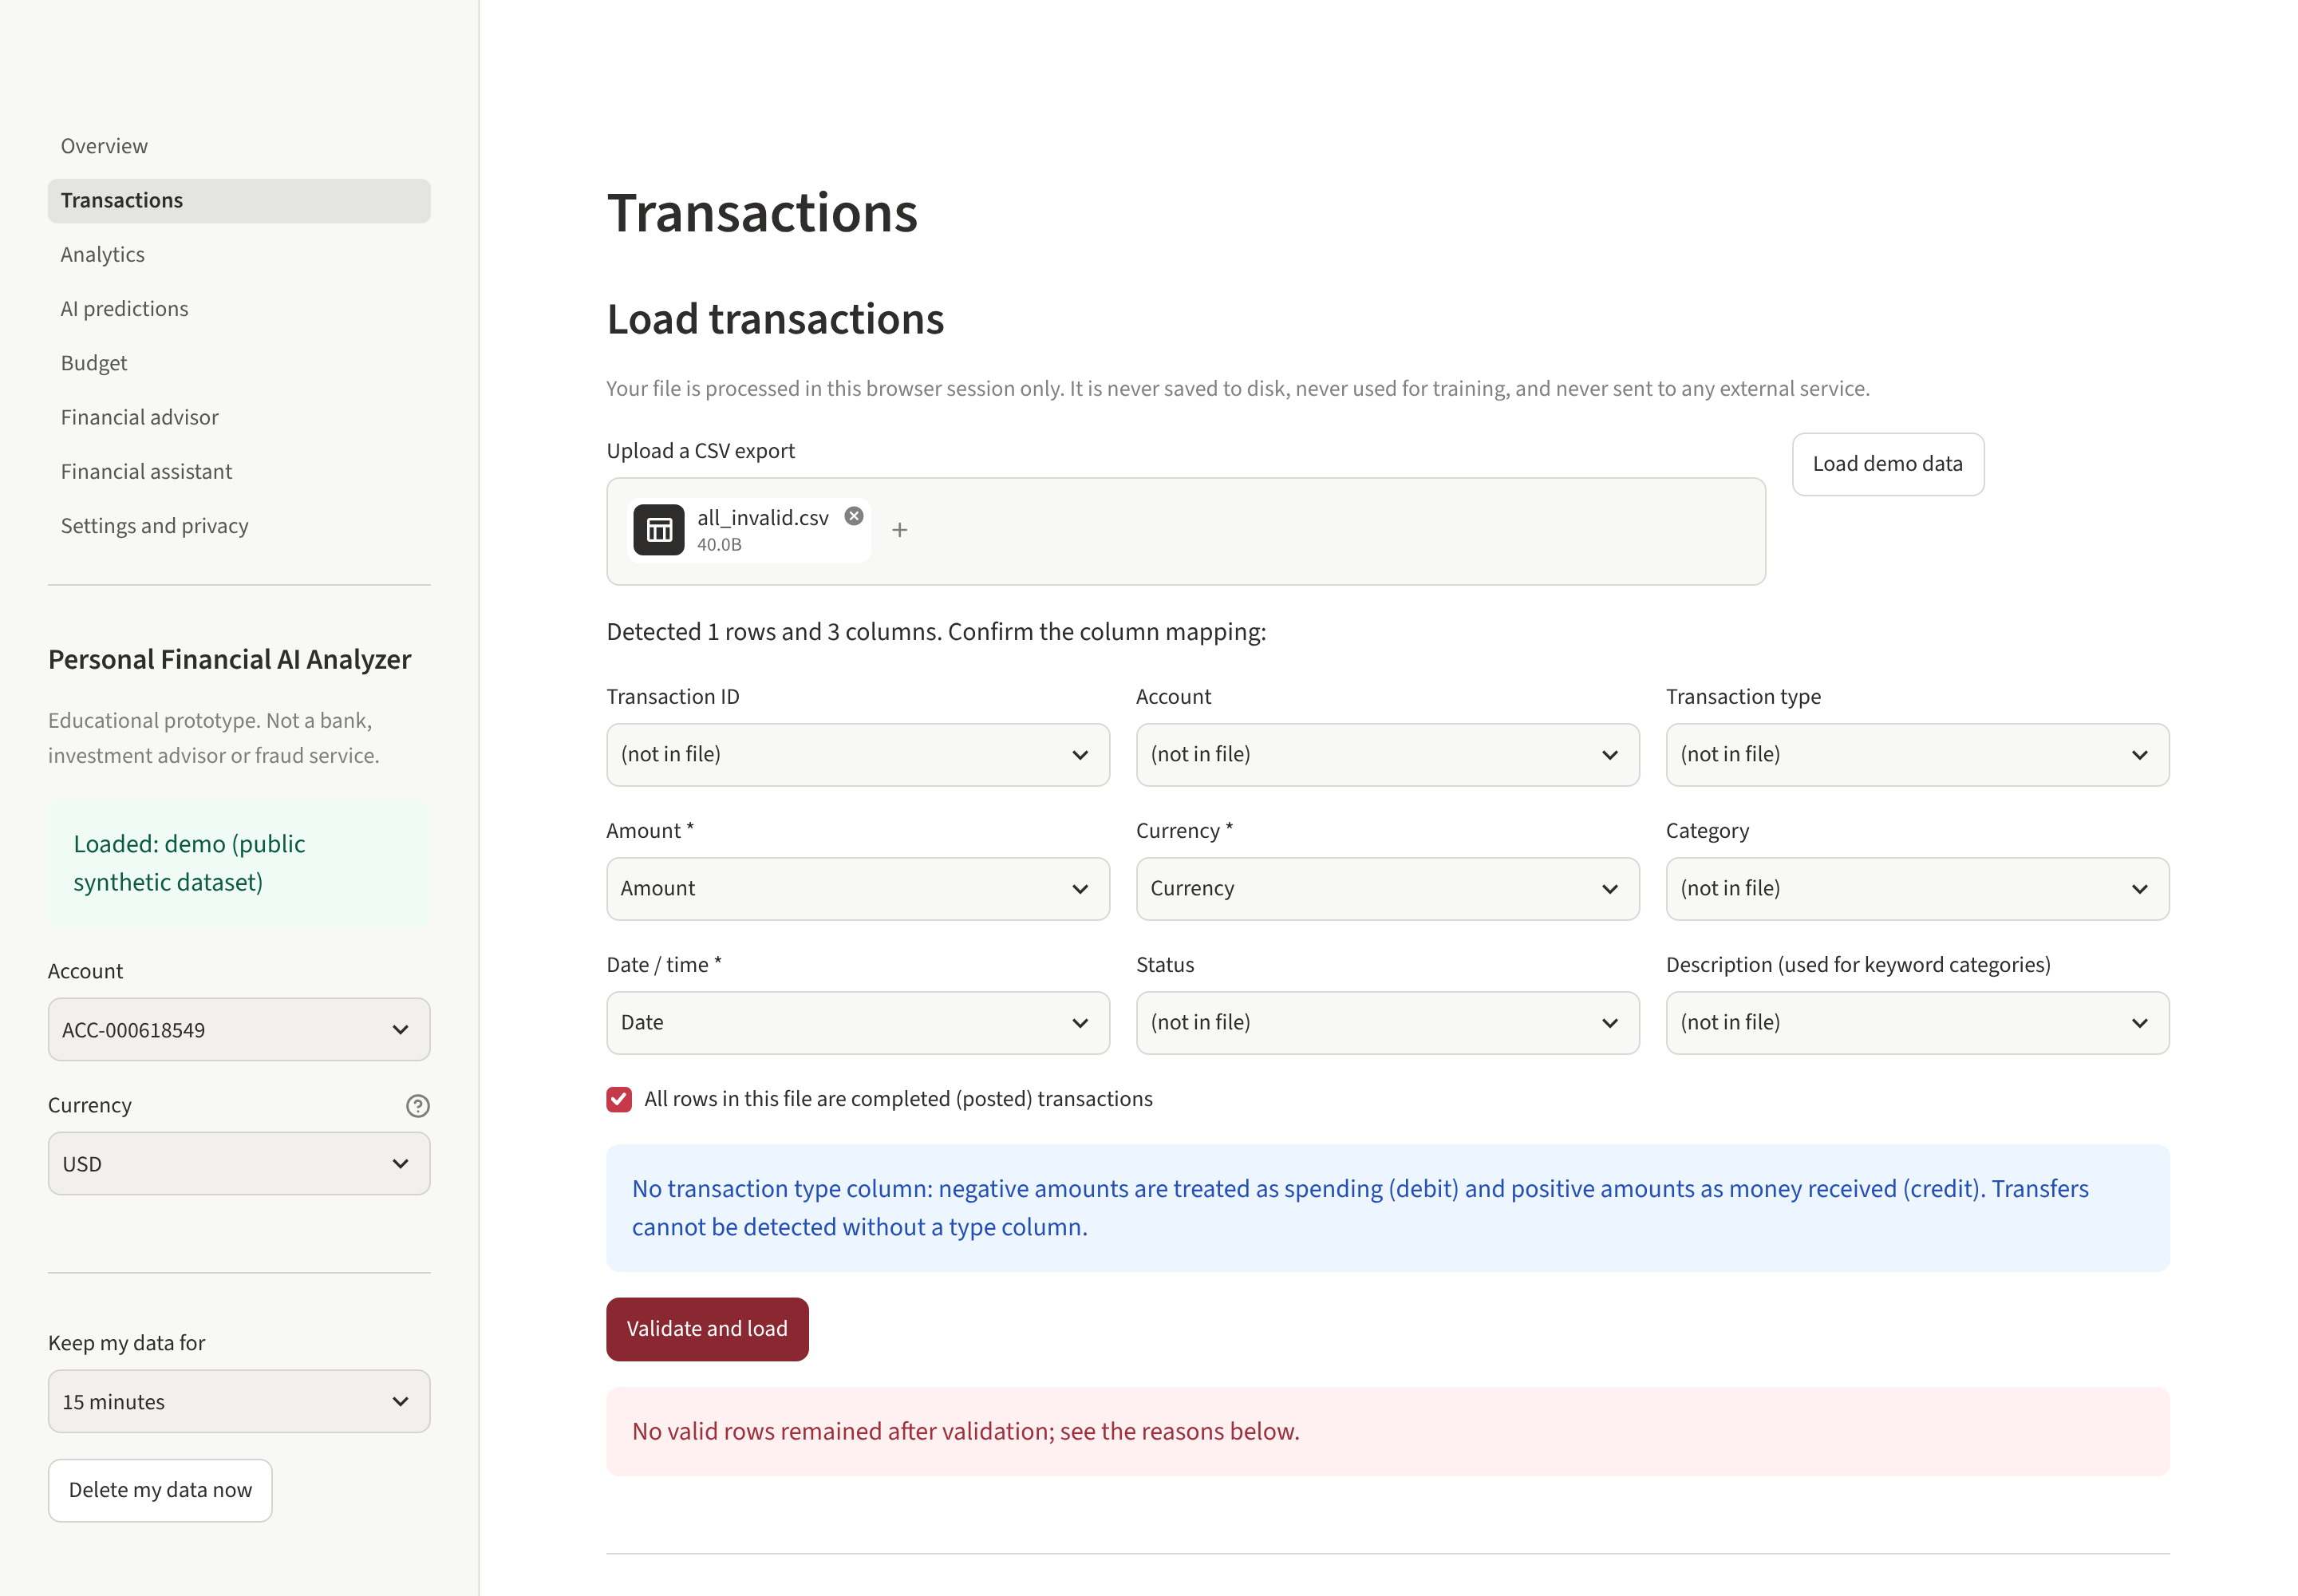 Overview
Transactions
Analytics
AI predictions
Budget
Financial advisor
Financial assistant
Settings and privacy
Personal Financial AI Analyzer
Educational prototype. Not a bank,
investment advisor or fraud service.
Loaded: demo (public
synthetic dataset)
Account
ACC-000618549
Currency
USD
Keep my data for
15 minutes
Delete my data now
Transactions
Load transactions
Your file is processed in this browser session only. It is never saved to disk, never used for training, and never sent to any external service.
Upload a CSV export
Load demo data
all_invalid.csv
40.0B
Detected 1 rows and 3 columns. Confirm the column mapping:
Transaction ID
Account
Transaction type
(not in file)
(not in file)
(not in file)
Amount *
Currency *
Category
Amount
Currency
(not in file)
Date / time *
Status
Description (used for keyword categories)
Date
(not in file)
(not in file)
All rows in this file are completed (posted) transactions
No transaction type column: negative amounts are treated as spending (debit) and positive amounts as money received (credit). Transfers
cannot be detected without a type column.
Validate and load
No valid rows remained after validation; see the reasons below.